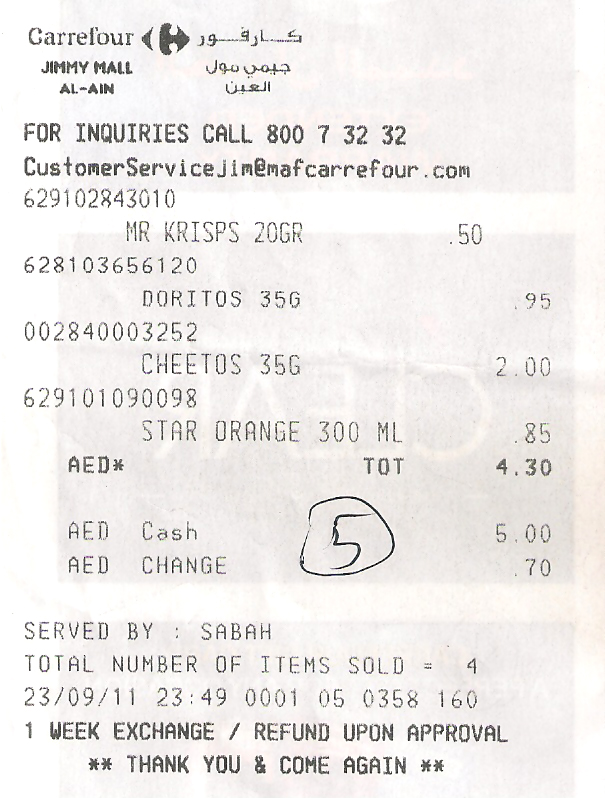 Carrefour كارفور
JIMMY MALL جيمي مول
AL-AIN العين
FOR INQUIRIES CALL 800 7 32 32
CustomerServicejim@mafcarrefour.com
629102843010
MR KRISPS 20GR .50
628103656120
DORITOS 35G .95
002840003252
CHEETOS 35G 2.00
629101090098
STAR ORANGE 300 ML .85
AED* TOT 4.30
5
AED Cash 5.00
AED CHANGE .70
SERVED BY : SABAH
TOTAL NUMBER OF ITEMS SOLD = 4
23/09/11 23:49 0001 05 0358 160
1 WEEK EXCHANGE / REFUND UPON APPROVAL
** THANK YOU & COME AGAIN **